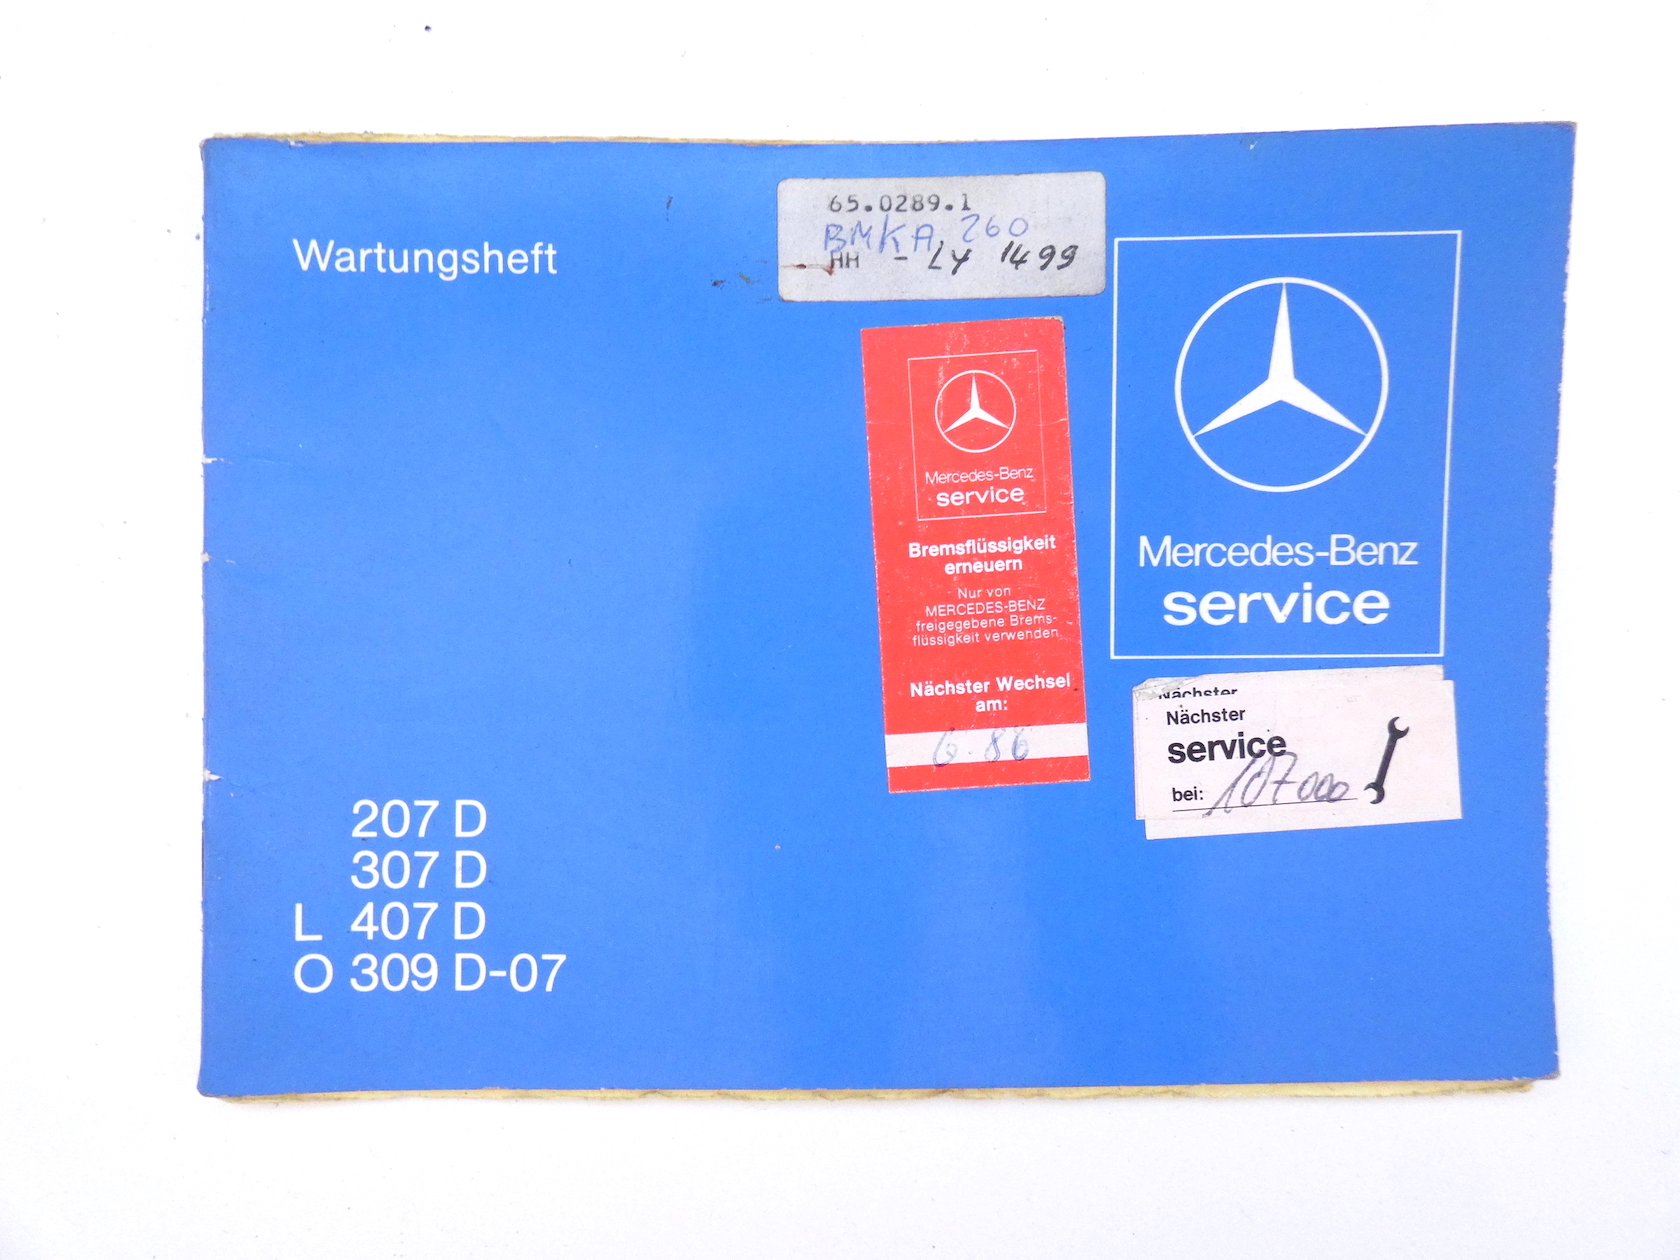 Wartungsheft
65.0289.1
BMKA 260
HH - LY 1499
Mercedes-Benz
service
Bremsflüssigkeit
erneuern
Nur von
MERCEDES-BENZ
freigegebene Brems-
flüssigkeit verwenden.
Nächster Wechsel
am:
6.86
Mercedes-Benz
service
Nächster
Nächster
service
bei: 107000
207 D
307 D
L 407 D
O 309 D-07